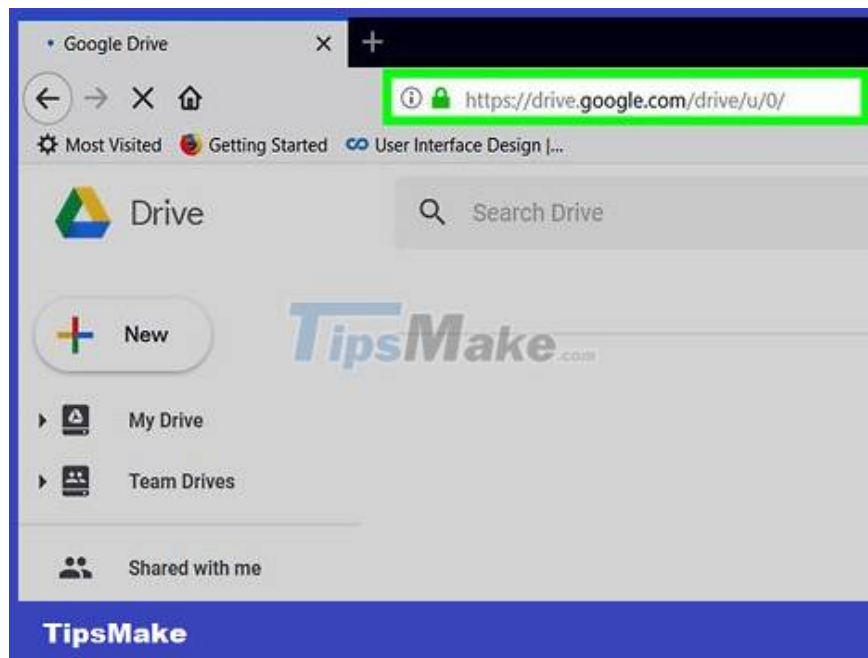 Google Drive
https://drive.google.com/drive/u/0/
Most Visited Getting Started User Interface Design |...
Drive Search Drive
New
TipsMake.com
My Drive
Team Drives
Shared with me
TipsMake